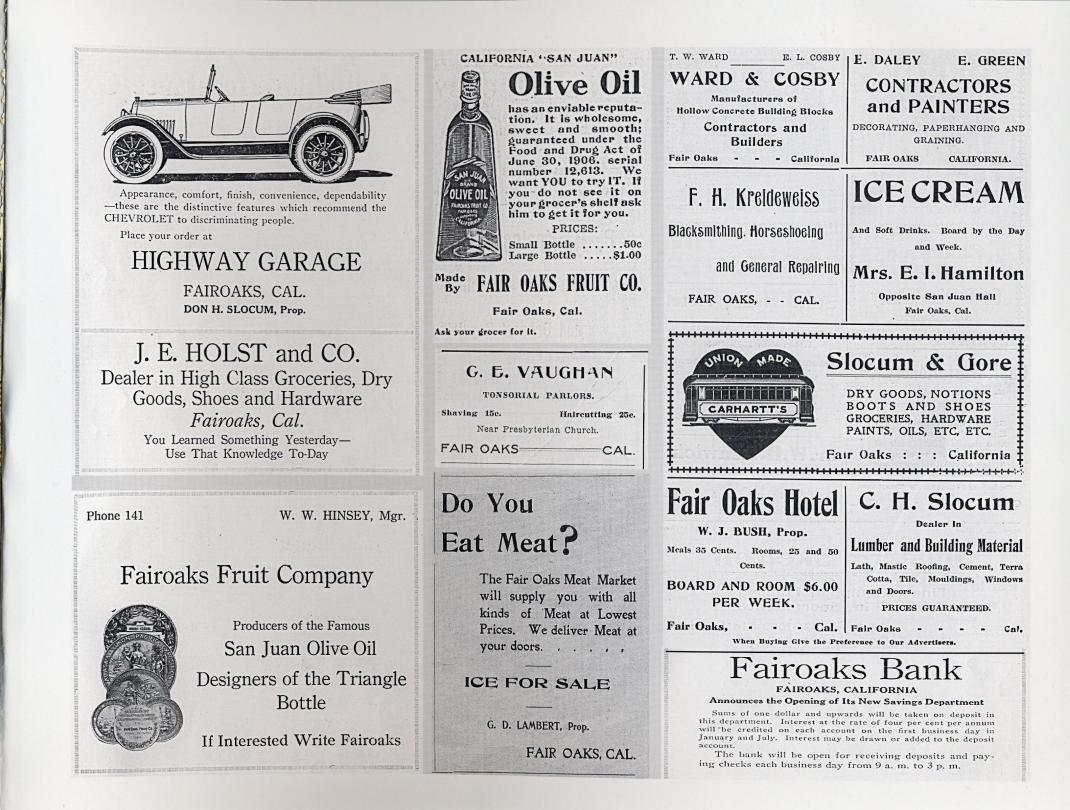 Appearance, comfort, finish, convenience, dependability
—these are the distinctive features which recommend the
CHEVROLET to discriminating people.
Place your order at
HIGHWAY GARAGE
FAIROAKS, CAL.
DON H. SLOCUM, Prop.
J. E. HOLST and CO.
Dealer in High Class Groceries, Dry
Goods, Shoes and Hardware
Fairoaks, Cal.
You Learned Something Yesterday—
Use That Knowledge To-Day
Phone 141 W. W. HINSEY, Mgr.
Fairoaks Fruit Company
Producers of the Famous
San Juan Olive Oil
Designers of the Triangle
Bottle
If Interested Write Fairoaks
CALIFORNIA "SAN JUAN"
Olive Oil
has an enviable reputa-
tion. It is wholesome,
sweet and smooth;
guaranteed under the
Food and Drug Act of
June 30, 1906. serial
number 12,613. We
want YOU to try IT. If
you do not see it on
your grocer's shelf ask
him to get it for you.
PRICES:
Small Bottle .......50c
Large Bottle .....$1.00
SAN JUAN
BRAND
OLIVE OIL
FAIROAKS FRUIT CO.
FAIR OAKS
CALIFORNIA
Made By FAIR OAKS FRUIT CO.
Fair Oaks, Cal.
Ask your grocer for it.
G. E. VAUGHAN
TONSORIAL PARLORS.
Shaving 15c. Haircutting 25c.
Near Presbyterian Church.
FAIR OAKS CAL.
Do You
Eat Meat?
The Fair Oaks Meat Market
will supply you with all
kinds of Meat at Lowest
Prices. We deliver Meat at
your doors. . . . . .
ICE FOR SALE
G. D. LAMBERT, Prop.
FAIR OAKS, CAL.
T. W. WARD E. L. COSBY
WARD & COSBY
Manufacturers of
Hollow Concrete Building Blocks
Contractors and
Builders
Fair Oaks - - - California
E. DALEY E. GREEN
CONTRACTORS
and PAINTERS
DECORATING, PAPERHANGING AND
GRAINING.
FAIR OAKS CALIFORNIA.
F. H. Kreldeweiss
Blacksmithing. Horseshoeing
and General Repairing
FAIR OAKS, - - CAL.
ICE CREAM
And Soft Drinks. Board by the Day
and Week.
Mrs. E. I. Hamilton
Opposite San Juan Hall
Fair Oaks, Cal.
UNION MADE
CARHARTT'S
Slocum & Gore
DRY GOODS, NOTIONS
BOOTS AND SHOES
GROCERIES, HARDWARE
PAINTS, OILS, ETC, ETC.
Fair Oaks : : : California
Fair Oaks Hotel
W. J. BUSH, Prop.
Meals 35 Cents. Rooms, 25 and 50
Cents.
BOARD AND ROOM $6.00
PER WEEK.
Fair Oaks, - - - Cal.
C. H. Slocum
Dealer In
Lumber and Building Material
Lath, Mastic Roofing, Cement, Terra
Cotta, Tile, Mouldings, Windows
and Doors.
PRICES GUARANTEED.
Fair Oaks - - - - Cal.
When Buying Give the Preference to Our Advertisers.
Fairoaks Bank
FAIROAKS, CALIFORNIA
Announces the Opening of Its New Savings Department
Sums of one dollar and upwards will be taken on deposit in
this department. Interest at the rate of four per cent per annum
will be credited on each account on the first business day in
January and July. Interest may be drawn or added to the deposit
account.
The bank will be open for receiving deposits and pay-
ing checks each business day from 9 a. m. to 3 p. m.